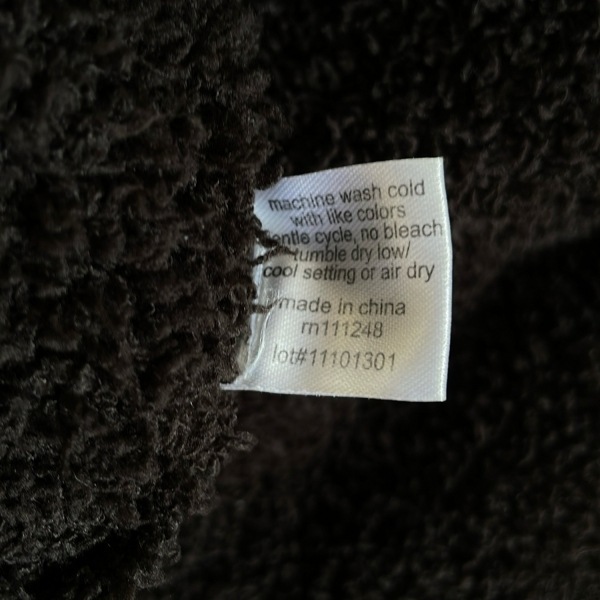 machine wash cold
with like colors
entle cycle, no bleach
tumble dry low/
cool setting or air dry
made in china
rn111248
lot#11101301